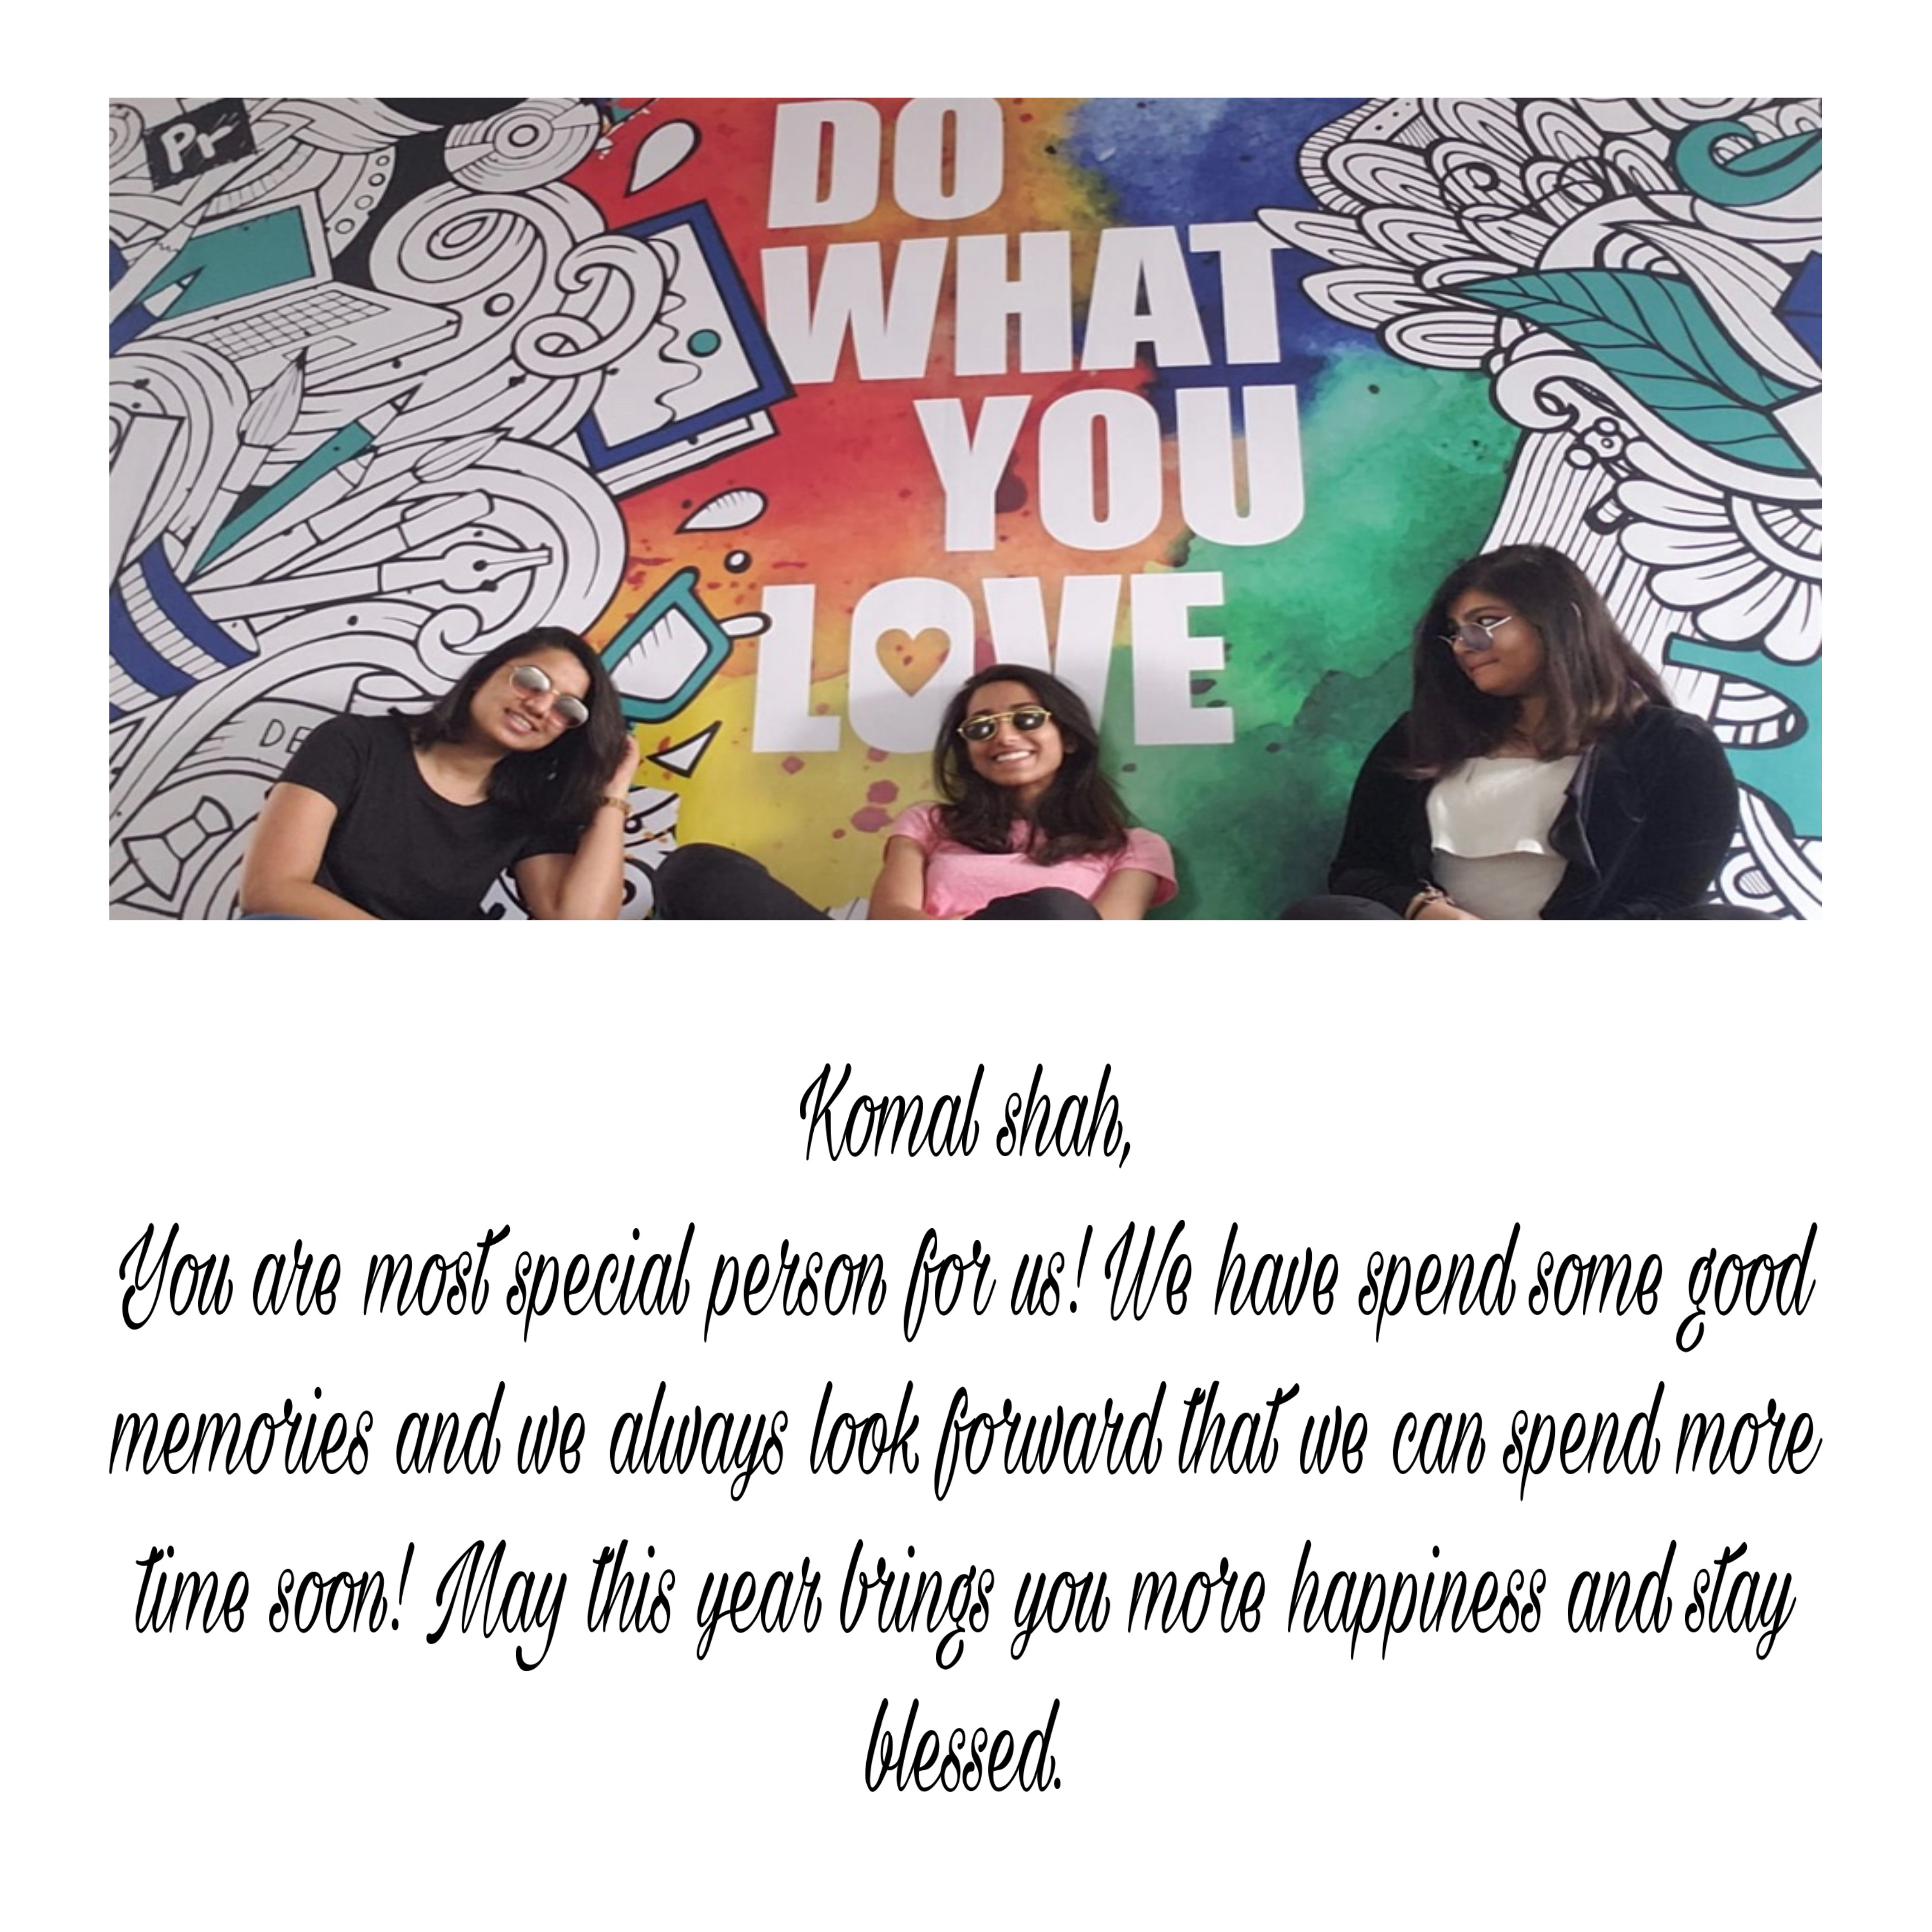 Pr
DO
WHAT
YOU
LOVE
DE
Komal shah,
You are most special person for us! We have spend some good
memories and we always look forward that we can spend more
time soon! May this year brings you more happiness and stay
blessed.